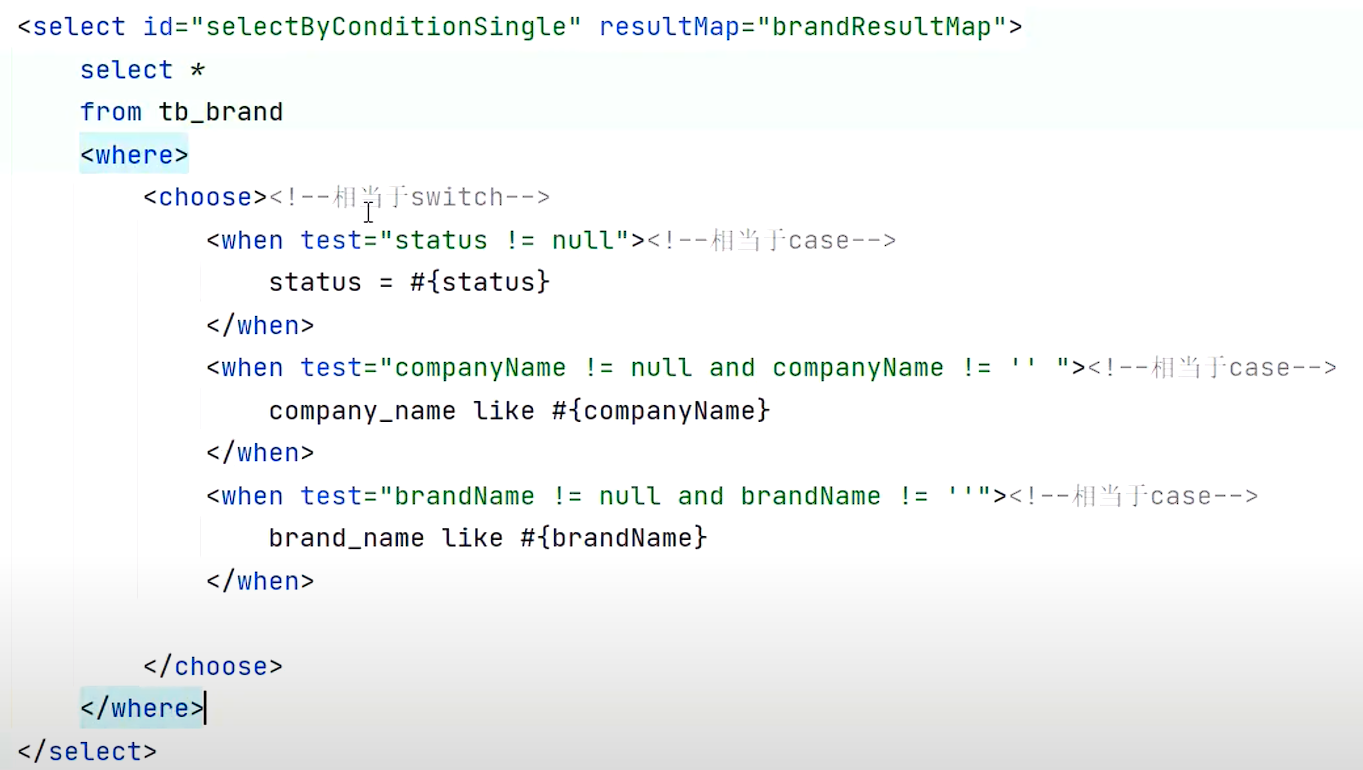 <select id="selectByConditionSingle" resultMap="brandResultMap">
select *
from tb_brand
<where>
<choose><!--相当于switch-->
<when test="status != null"><!--相当于case-->
status = #{status}
</when>
<when test="companyName != null and companyName != '' "><!--相当于case-->
company_name like #{companyName}
</when>
<when test="brandName != null and brandName != ''"><!--相当于case-->
brand_name like #{brandName}
</when>
</choose>
</where>
</select>